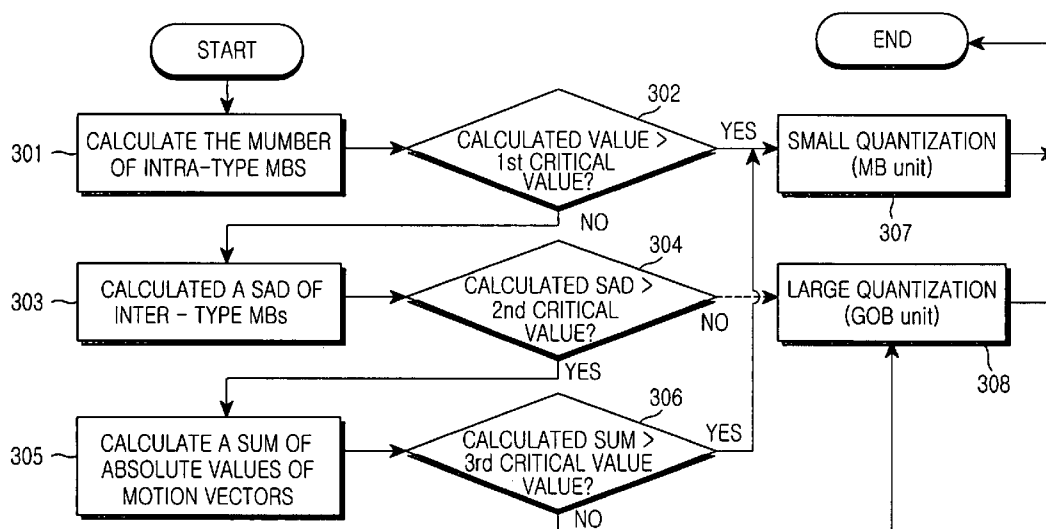 START
END
301
CALCULATE THE MUMBER
OF INTRA-TYPE MBS
302
CALCULATED VALUE >
1st CRITICAL
VALUE?
YES
NO
SMALL QUANTIZATION
(MB unit)
307
303
CALCULATED A SAD OF
INTER - TYPE MBs
304
CALCULATED SAD >
2nd CRITICAL
VALUE?
NO
YES
LARGE QUANTIZATION
(GOB unit)
308
305
CALCULATE A SUM OF
ABSOLUTE VALUES OF
MOTION VECTORS
306
CALCULATED SUM >
3rd CRITICAL VALUE
VALUE?
YES
NO